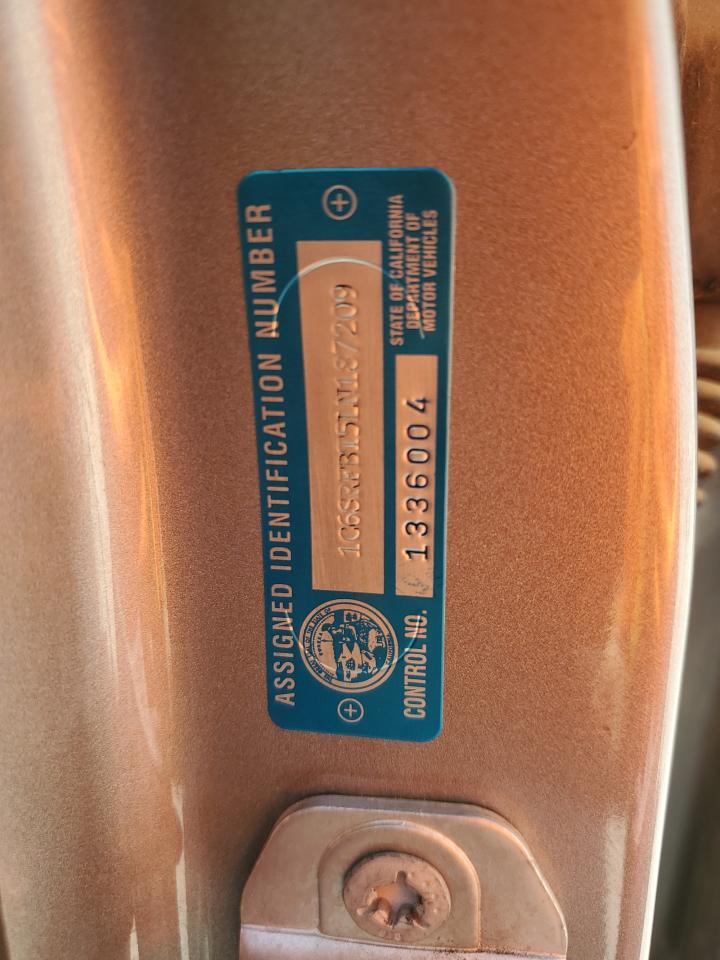 ASSIGNED IDENTIFICATION NUMBER
1C6SRFBT5LN187209
STATE OF CALIFORNIA
DEPARTMENT OF
MOTOR VEHICLES
CONTROL NO. 1336004